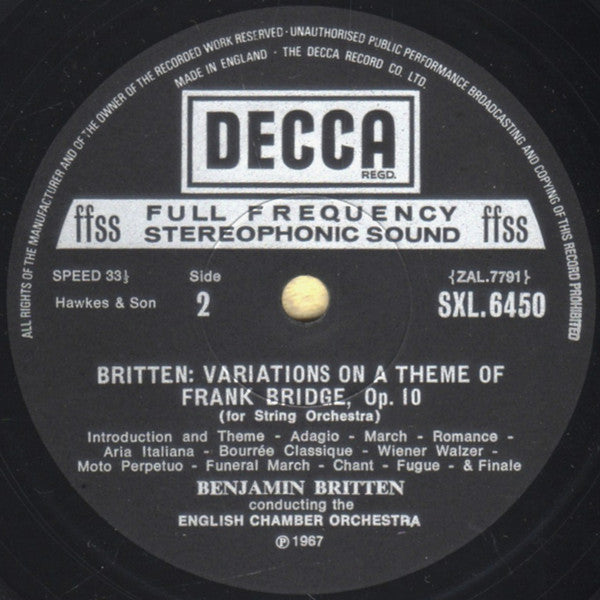 ALL RIGHTS OF THE MANUFACTURER AND OF THE OWNER OF THE RECORDED WORK RESERVED · UNAUTHORISED PUBLIC PERFORMANCE BROADCASTING AND COPYING OF THIS RECORD PROHIBITED
MADE IN ENGLAND · THE DECCA RECORD CO. LTD.
DECCA
REGD.
ffss FULL FREQUENCY ffss
STEREOPHONIC SOUND
SPEED 33⅓ Side {ZAL.7791}
Hawkes & Son 2 SXL.6450
BRITTEN: VARIATIONS ON A THEME OF
FRANK BRIDGE, Op. 10
(for String Orchestra)
Introduction and Theme - Adagio - March - Romance -
Aria Italiana - Bourrée Classique - Wiener Walzer -
Moto Perpetuo - Funeral March - Chant - Fugue - & Finale
BENJAMIN BRITTEN
conducting the
ENGLISH CHAMBER ORCHESTRA
Ⓟ 1967